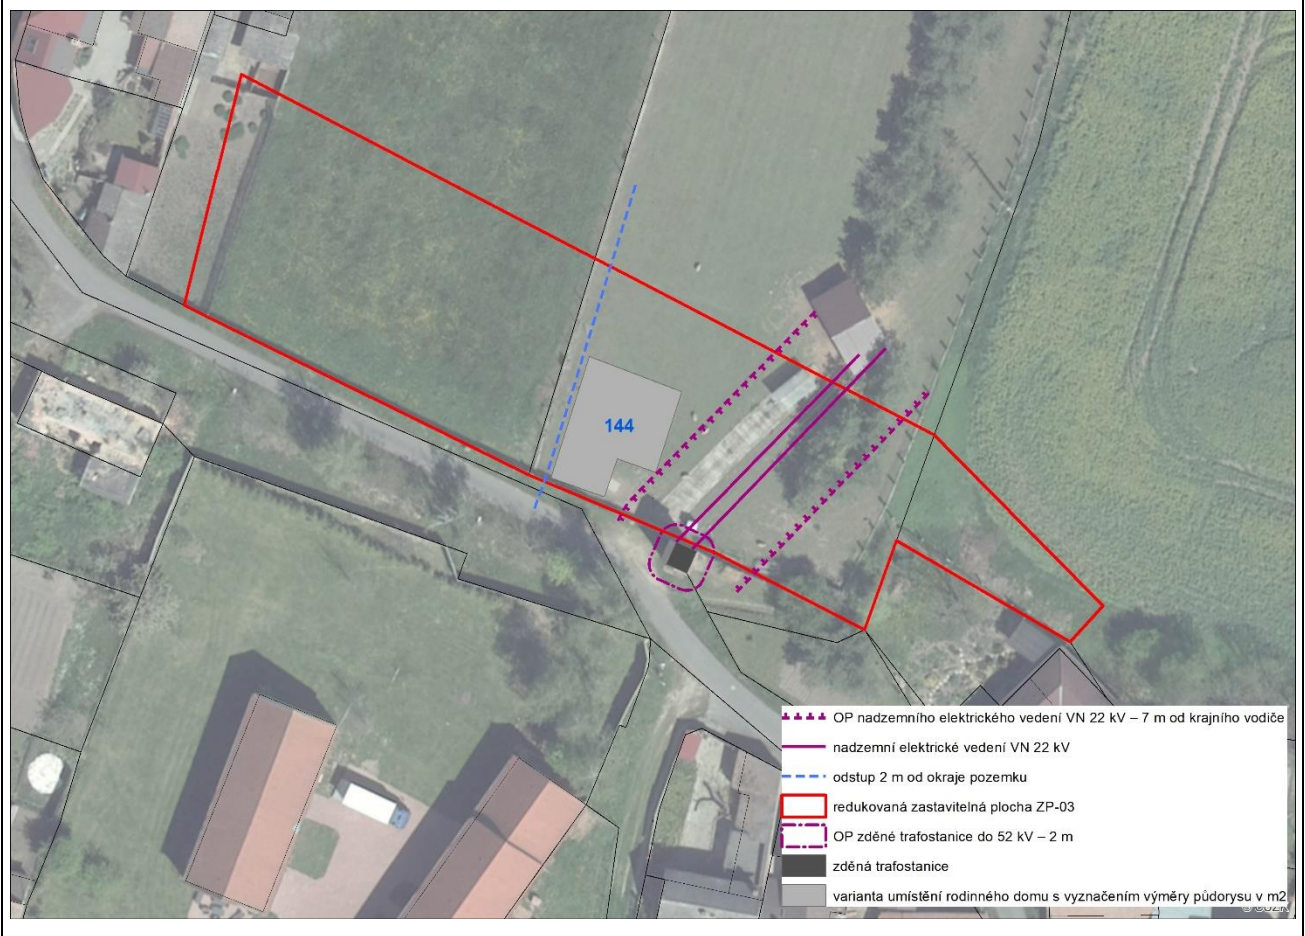 144
OP nadzemního elektrického vedení VN 22 kV – 7 m od krajního vodiče
nadzemní elektrické vedení VN 22 kV
odstup 2 m od okraje pozemku
redukovaná zastavitelná plocha ZP-03
OP zděné trafostanice do 52 kV – 2 m
zděná trafostanice
varianta umístění rodinného domu s vyznačením výměry půdorysu v m2